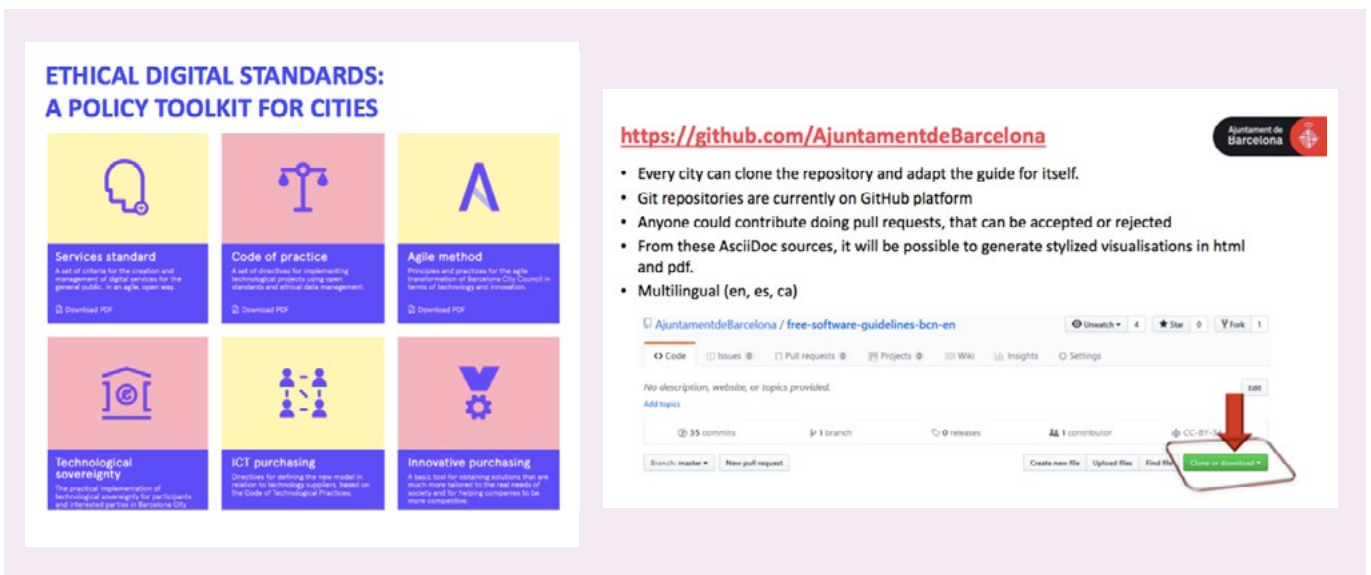 ETHICAL DIGITAL STANDARDS:
A POLICY TOOLKIT FOR CITIES
Services standard
A set of criteria for the creation and
management of digital services for the
general public, in an agile, open way.
Download PDF
Code of practice
A set of directives for implementing
technological projects using open
standards and ethical data management.
Download PDF
Agile method
Principles and practices for the agile
transformation of Barcelona City Council in
terms of technology and innovation.
Download PDF
Technological
sovereignty
The practical implementation of
technological sovereignty for participants
and interested parties in Barcelona City
ICT purchasing
Directives for defining the new model in
relation to technology suppliers, based on
the Code of Technological Practices.
Innovative purchasing
A basic tool for obtaining solutions that are
much more tailored to the real needs of
society and for helping companies to be
more competitive.
https://github.com/AjuntamentdeBarcelona
Ajuntament de
Barcelona
• Every city can clone the repository and adapt the guide for itself.
• Git repositories are currently on GitHub platform
• Anyone could contribute doing pull requests, that can be accepted or rejected
• From these AsciiDoc sources, it will be possible to generate stylized visualisations in html
and pdf.
• Multilingual (en, es, ca)
AjuntamentdeBarcelona / free-software-guidelines-bcn-en
Unwatch 4 Star 0 Fork 1
Code Issues 0 Pull requests 0 Projects 0 Wiki Insights Settings
No description, website, or topics provided.
Edit
Add topics
35 commits 1 branch 0 releases 1 contributor CC-BY-SA
Branch: master New pull request Create new file Upload files Find file Clone or download